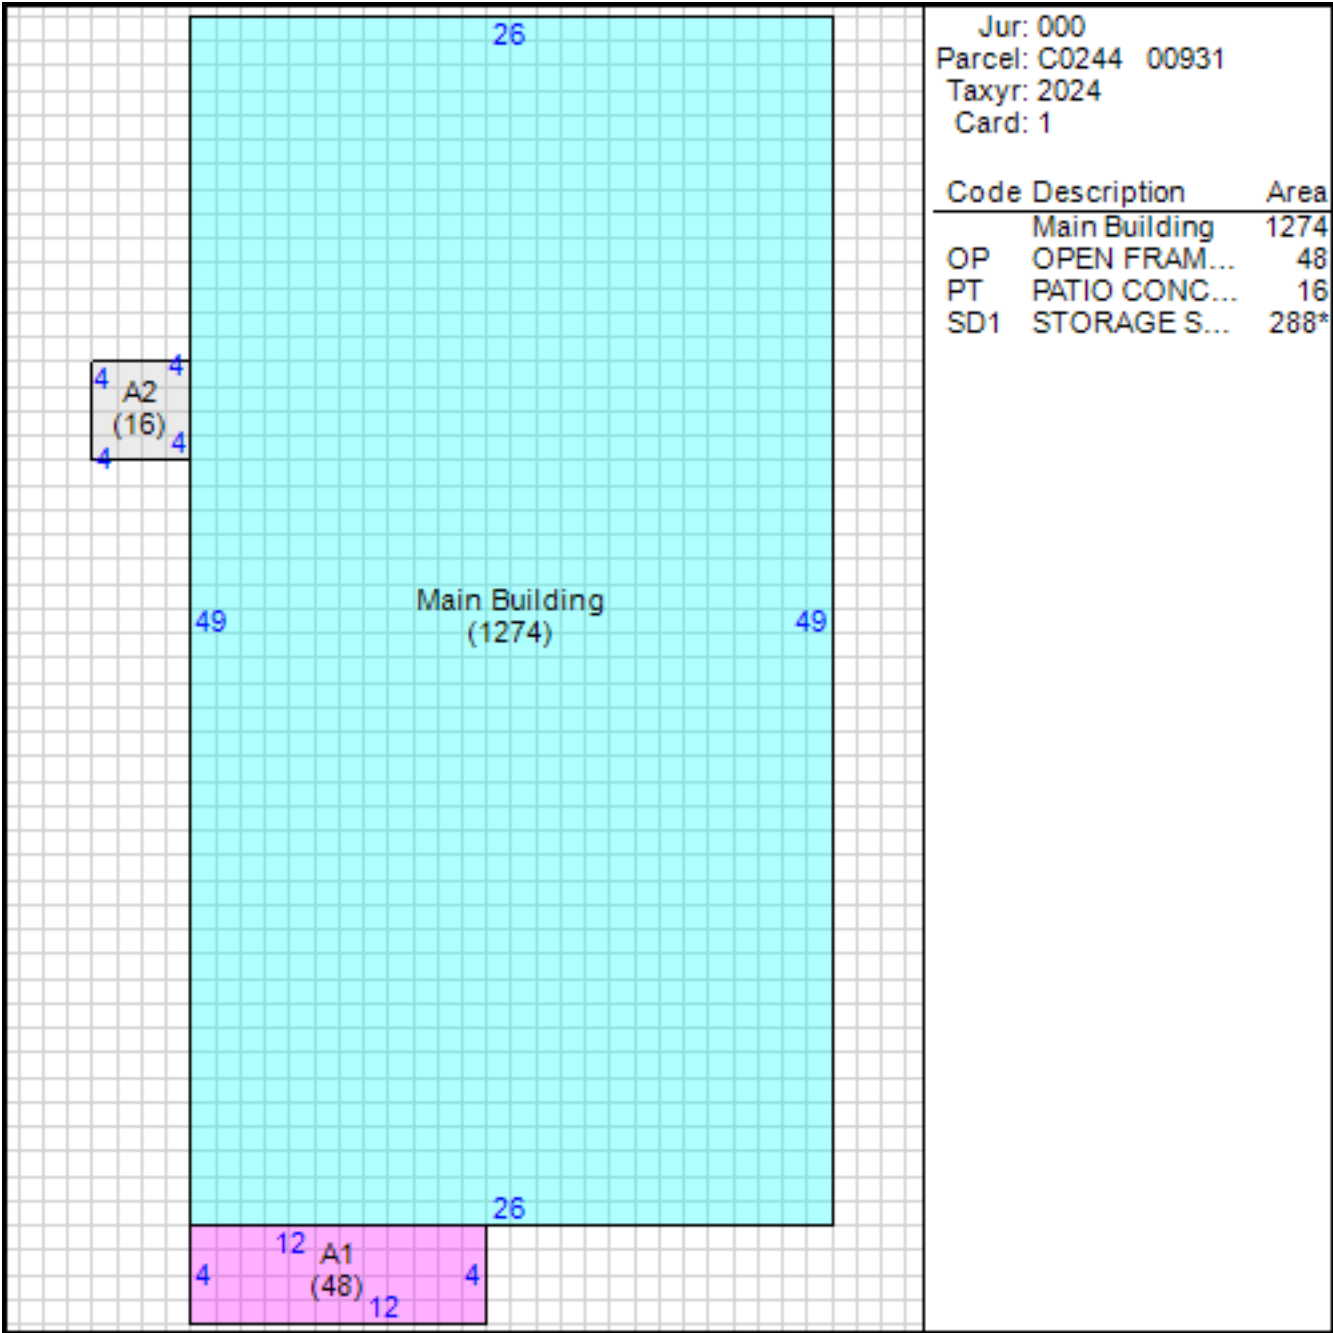 26
4
4
A2
(16)
4
4
49
Main Building
(1274)
49
26
12
A1
4
(48)
4
12
Jur: 000
Parcel: C0244 00931
Taxyr: 2024
Card: 1
Code Description Area
Main Building 1274
OP OPEN FRAM... 48
PT PATIO CONC... 16
SD1 STORAGE S... 288*